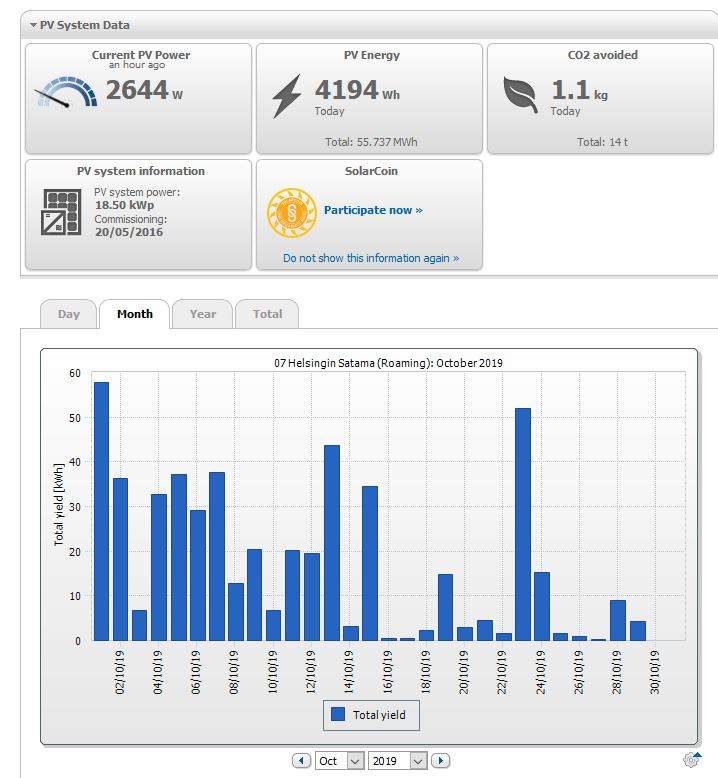 PV System Data
Current PV Power
an hour ago
2644 W
PV Energy
4194 Wh
Today
Total: 55.737 MWh
CO2 avoided
1.1 kg
Today
Total: 14 t
PV system information
PV system power:
18.50 kWp
Commissioning:
20/05/2016
SolarCoin
Participate now »
Do not show this information again »
Day
Month
Year
Total
07 Helsingin Satama (Roaming): October 2019
Total yield [kWh]
60
50
40
30
20
10
0
02/10/19
04/10/19
06/10/19
08/10/19
10/10/19
12/10/19
14/10/19
16/10/19
18/10/19
20/10/19
22/10/19
24/10/19
26/10/19
28/10/19
30/10/19
Total yield
Oct
2019